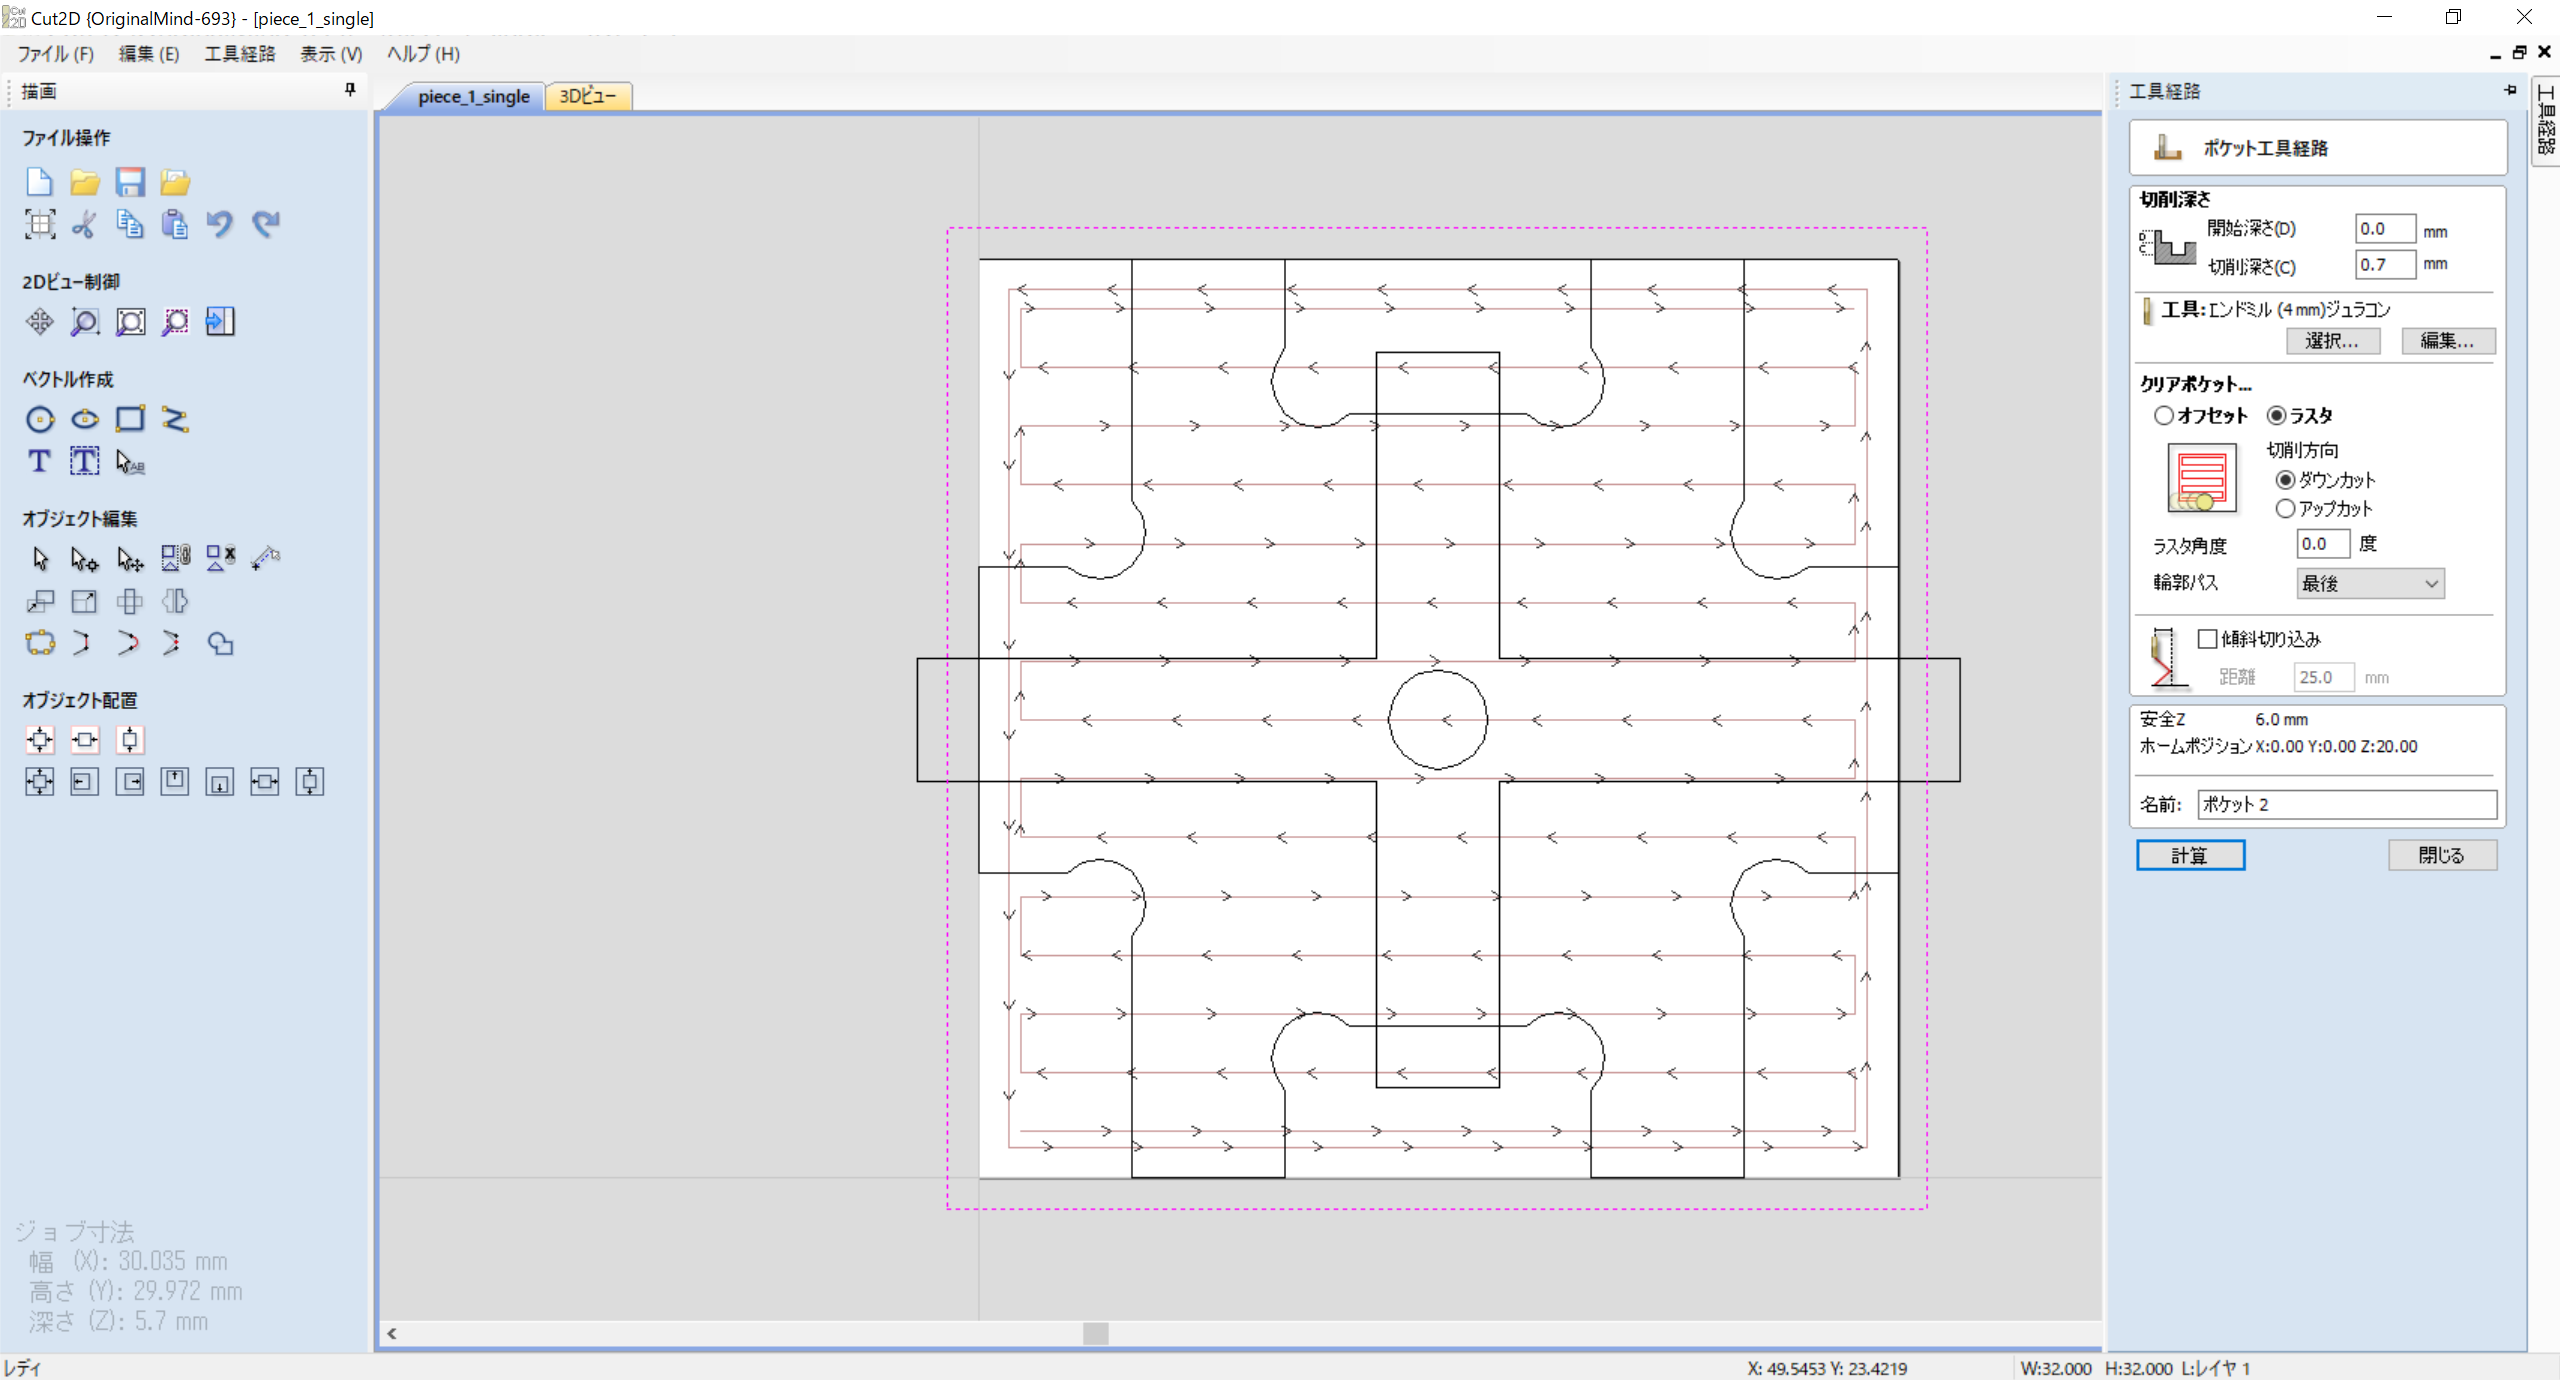 Cut2D {OriginalMind-693} - [piece_1_single]
ファイル (F) 編集 (E) 工具経路 表示 (V) ヘルプ (H)
描画
ファイル操作
2Dビュー制御
ベクトル作成
オブジェクト編集
オブジェクト配置
ジョブ寸法
幅 (X): 30.035 mm
高さ (Y): 29.972 mm
深さ (Z): 5.7 mm
レディ
piece_1_single 3Dビュー
工具経路
工具経路
ポケット工具経路
切削深さ
開始深さ(D) 0.0 mm
切削深さ(C) 0.7 mm
工具: エンドミル (4 mm)ジュラコン
選択... 編集...
クリアポケット...
オフセット ラスタ
切削方向
ダウンカット
アップカット
ラスタ角度 0.0 度
輪郭パス 最後
傾斜切り込み
距離 25.0 mm
安全Z 6.0 mm
ホームポジション X:0.00 Y:0.00 Z:20.00
名前: ポケット 2
計算 閉じる
X: 49.5453 Y: 23.4219
W:32.000 H:32.000 L:レイヤ 1